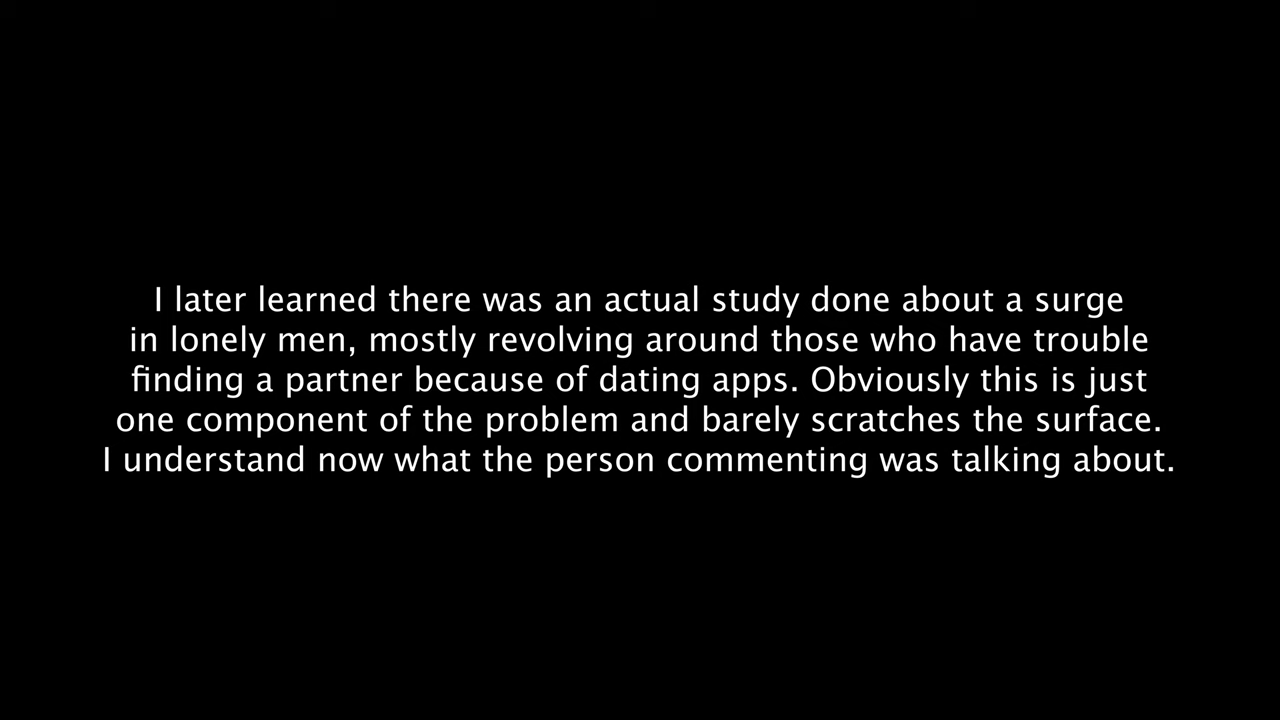 I later learned there was an actual study done about a surge
in lonely men, mostly revolving around those who have trouble
finding a partner because of dating apps. Obviously this is just
one component of the problem and barely scratches the surface.
I understand now what the person commenting was talking about.